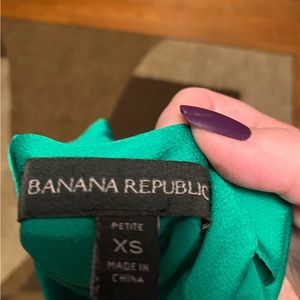 BANANA REPUBLIC
PETITE
XS
MADE IN
CHINA